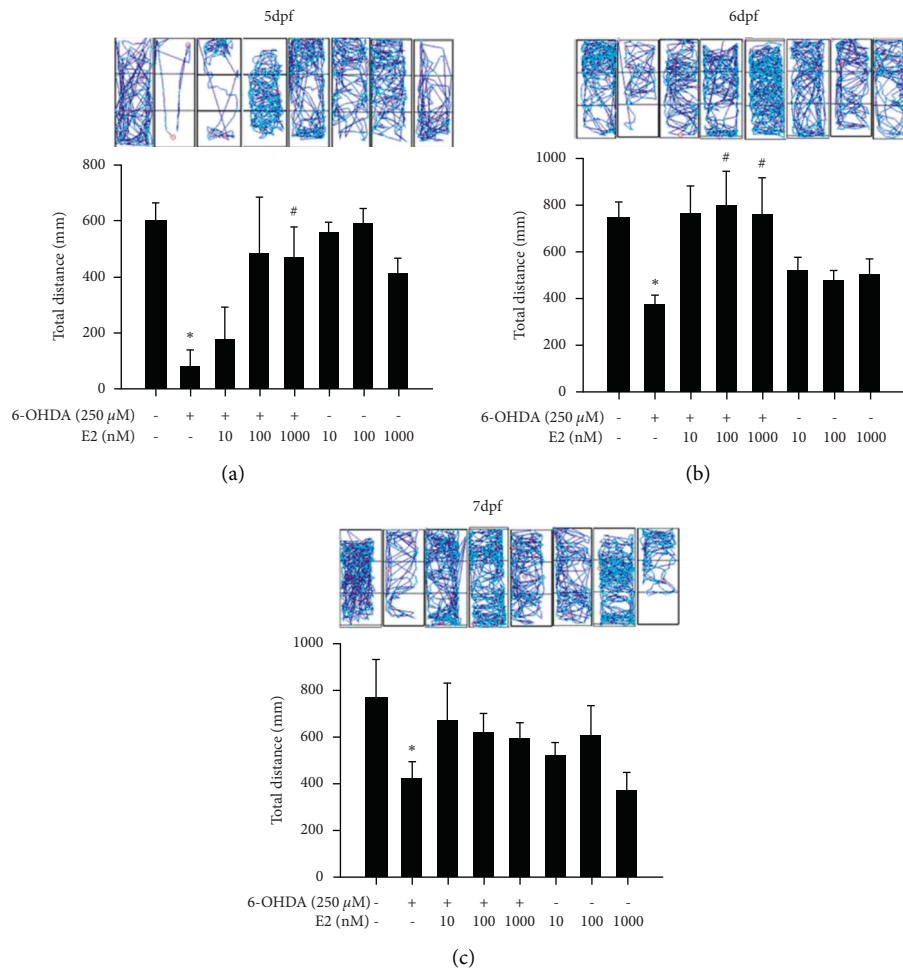 5dpf
800
600
400
200
0
Total distance (mm)
*
#
6-OHDA (250 µM) - + + + + - - -
E2 (nM) - - 10 100 1000 10 100 1000
(a)
6dpf
1000
800
600
400
200
0
Total distance (mm)
*
# #
6-OHDA (250 µM) - + + + + - - -
E2 (nM) - - 10 100 1000 10 100 1000
(b)
7dpf
1000
800
600
400
200
0
Total distance (mm)
*
6-OHDA (250 µM) - + + + + - - -
E2 (nM) - - 10 100 1000 10 100 1000
(c)